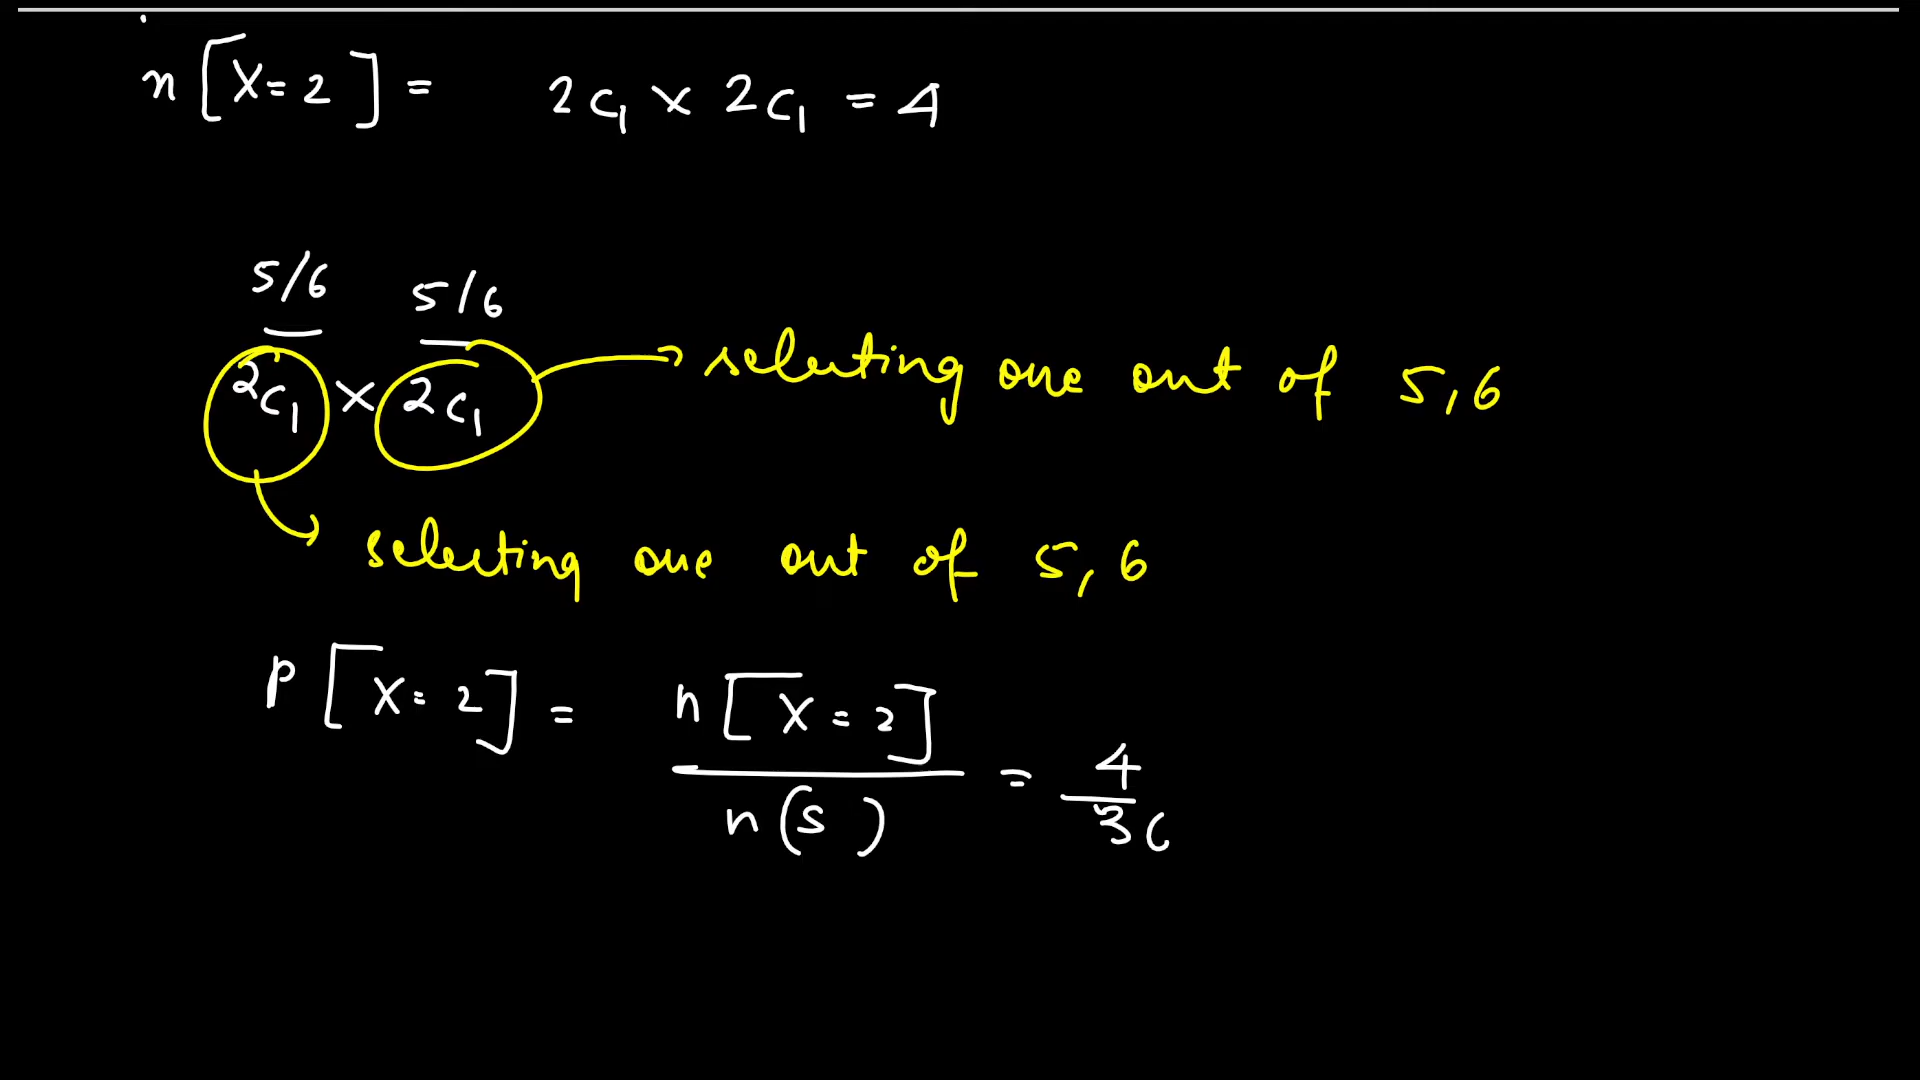 n [X=2] = 2C1 × 2C1 = 4
5/6 5/6
2C1 × 2C1 → selecting one out of 5,6
selecting one out of 5,6
P [X=2] = n[X=2] / n(S) = 4 / 36